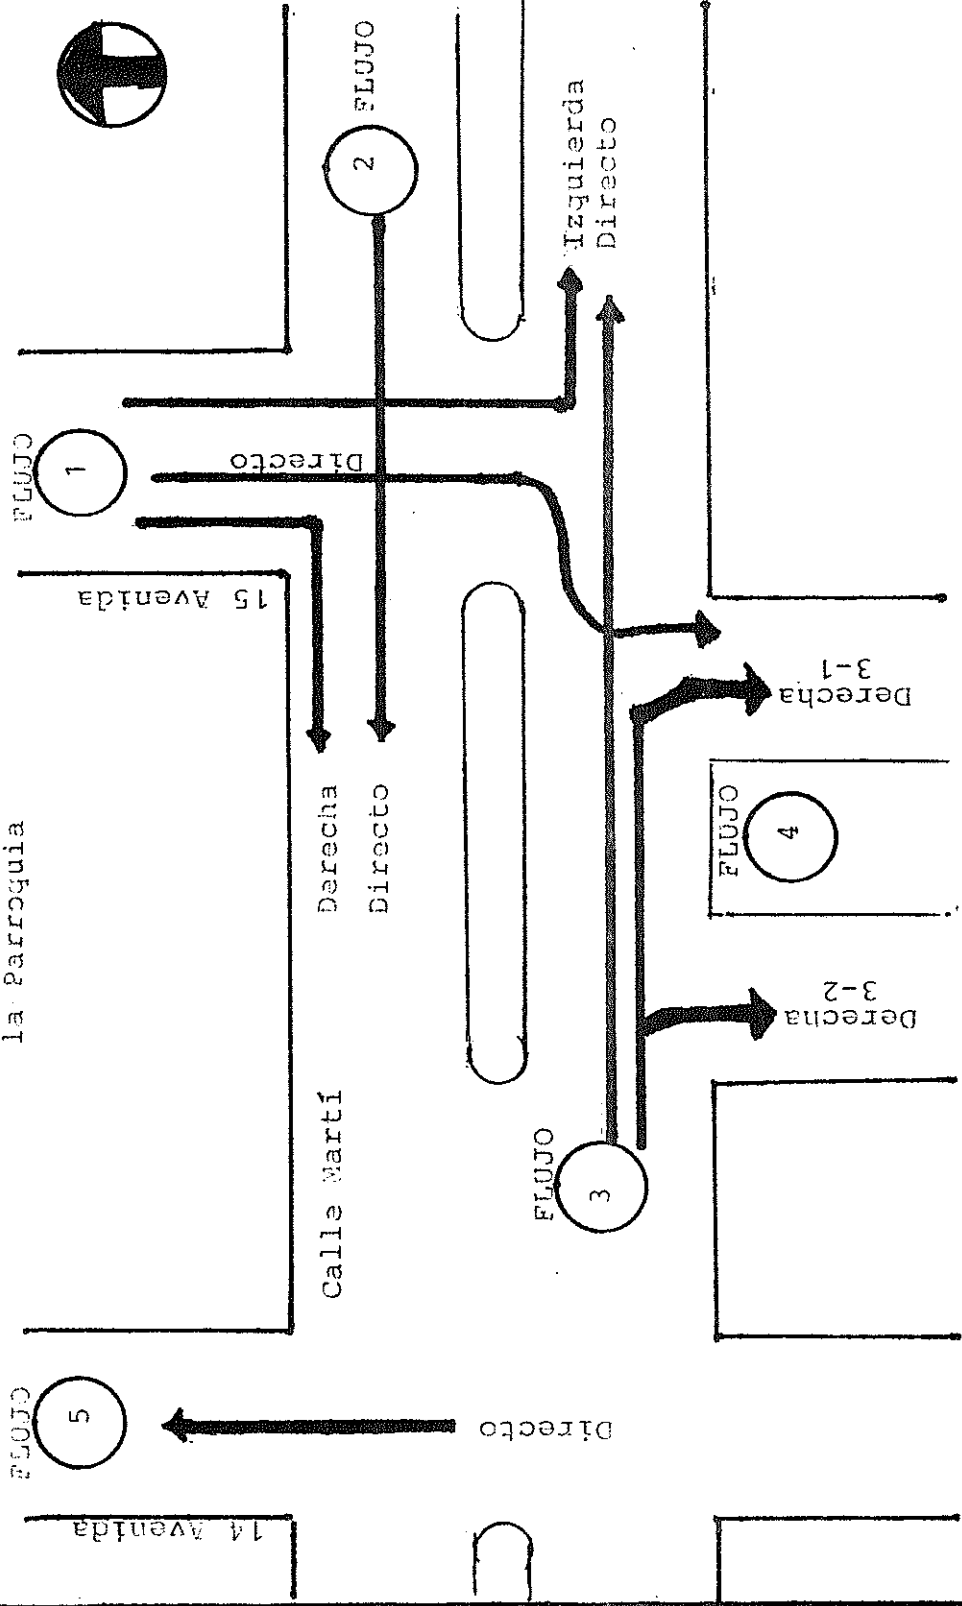 la Parroquia
FLUJO
1
15 Avenida
Directo
FLUJO
2
Izquierda
Directo
Derecha
Directo
Calle Martí
FLUJO
3
Derecha
3-1
FLUJO
4
Derecha
3-2
FLUJO
5
Directo
14 Avenida